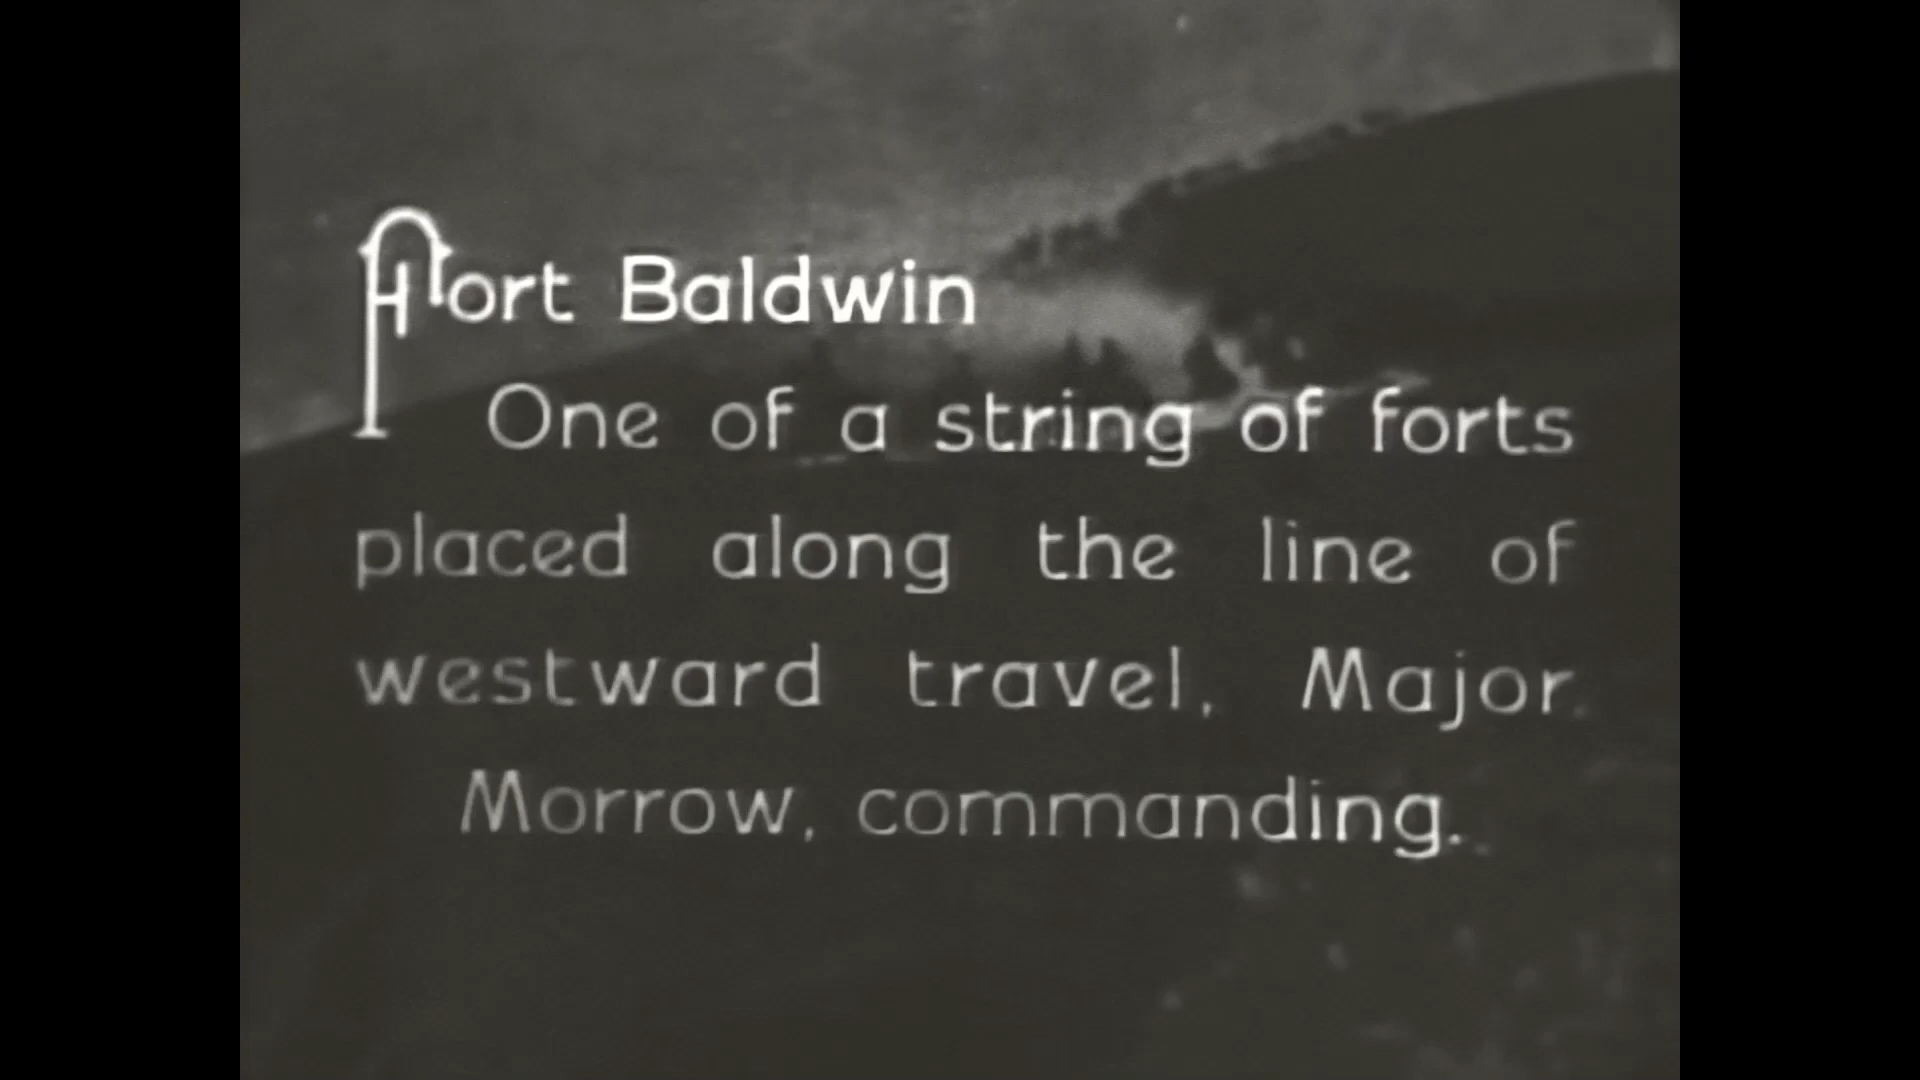 Fort Baldwin
One of a string of forts
placed along the line of
westward travel, Major
Morrow, commanding.